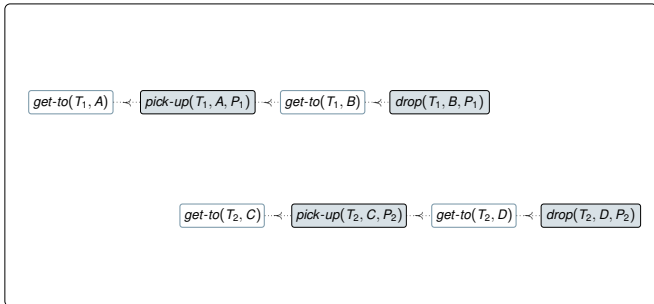 get-to(T₁, A) ≺ pick-up(T₁, A, P₁) ≺ get-to(T₁, B) ≺ drop(T₁, B, P₁)
get-to(T₂, C) ≺ pick-up(T₂, C, P₂) ≺ get-to(T₂, D) ≺ drop(T₂, D, P₂)